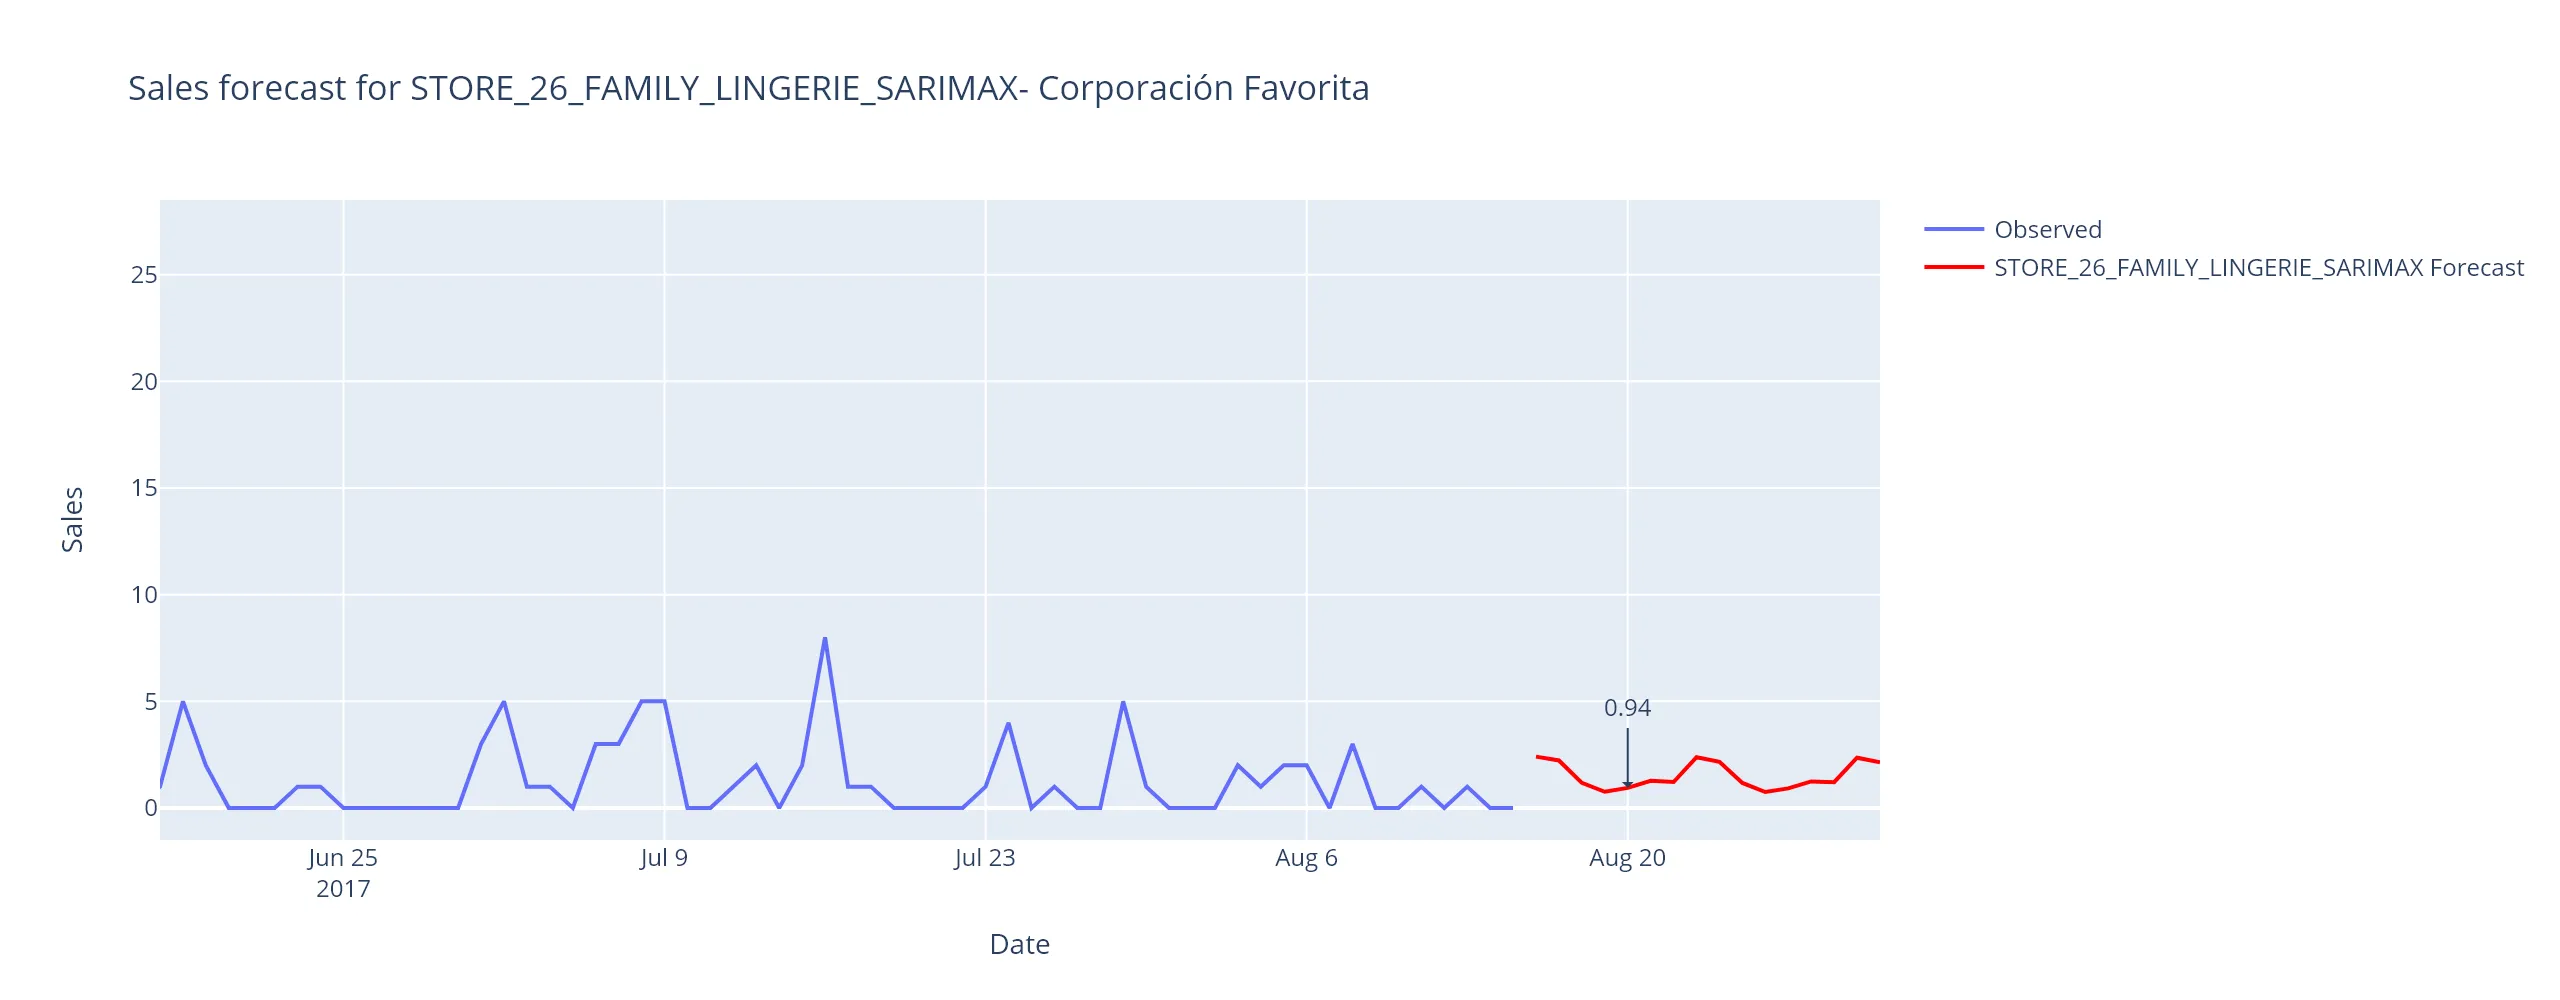 Sales forecast for STORE_26_FAMILY_LINGERIE_SARIMAX- Corporación Favorita
Observed
STORE_26_FAMILY_LINGERIE_SARIMAX Forecast
25
20
15
10
5
0
Sales
0.94
Jun 25
2017
Jul 9
Jul 23
Aug 6
Aug 20
Date